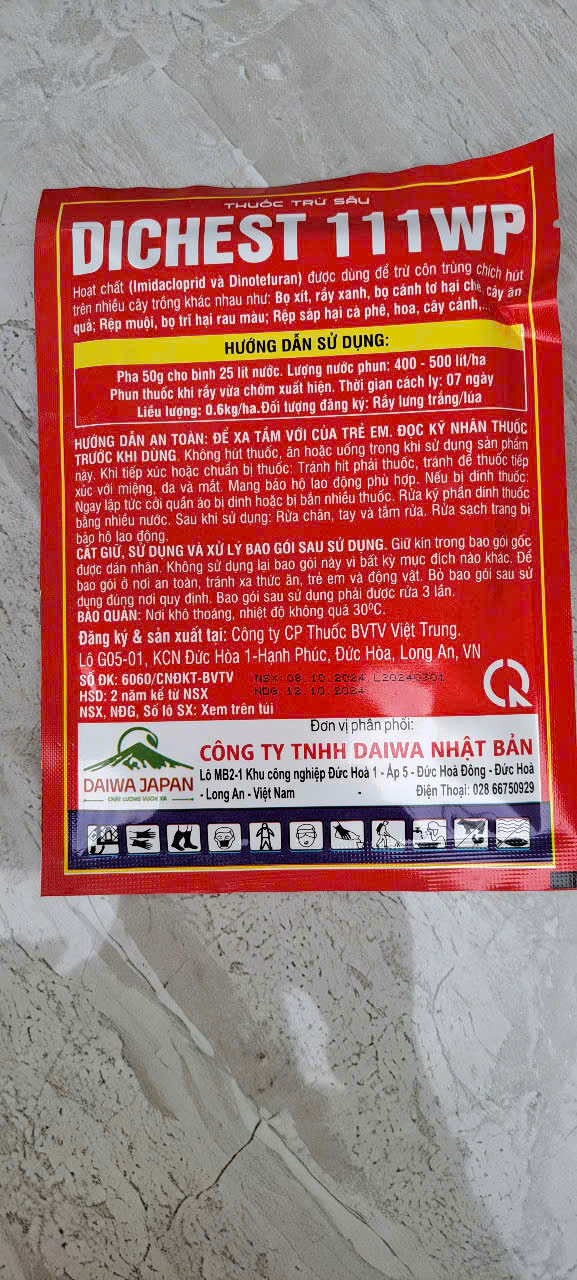 THUỐC TRỪ SÂU
DICHEST 111WP
Hoạt chất (Imidacloprid và Dinotefuran) được dùng để trừ côn trùng chích hút
trên nhiều cây trồng khác nhau như: Bọ xít, rầy xanh, bọ cánh tơ hại chè, cây ăn
quả; Rệp muội, bọ trĩ hại rau màu; Rệp sáp hại cà phê, hoa, cây cảnh,...
HƯỚNG DẪN SỬ DỤNG:
Pha 50g cho bình 25 lít nước. Lượng nước phun: 400 - 500 lít/ha
Phun thuốc khi rầy vừa chớm xuất hiện. Thời gian cách ly: 07 ngày
Liều lượng: 0.6kg/ha.Đối tượng đăng ký: Rầy lưng trắng/lúa
HƯỚNG DẪN AN TOÀN: ĐỂ XA TẦM VỚI CỦA TRẺ EM. ĐỌC KỸ NHÃN THUỐC
TRƯỚC KHI DÙNG. Không hút thuốc, ăn hoặc uống trong khi sử dụng sản phẩm
này. Khi tiếp xúc hoặc chuẩn bị thuốc: Tránh hít phải thuốc, tránh để thuốc tiếp
xúc với miệng, da và mắt. Mang bảo hộ lao động phù hợp. Nếu bị dính thuốc:
Ngay lập tức cởi quần áo bị dính hoặc bị bắn nhiều thuốc. Rửa kỹ phần dính thuốc
bằng nhiều nước. Sau khi sử dụng: Rửa chân, tay và tắm rửa. Rửa sạch trang bị
bảo hộ lao động.
CẤT GIỮ, SỬ DỤNG VÀ XỬ LÝ BAO GÓI SAU SỬ DỤNG. Giữ kín trong bao gói gốc
được dán nhãn. Không sử dụng lại bao gói này vì bất kỳ mục đích nào khác. Để
bao gói ở nơi an toàn, tránh xa thức ăn, trẻ em và động vật. Bỏ bao gói sau sử
dụng đúng nơi quy định. Bao gói sau sử dụng phải được rửa 3 lần.
BẢO QUẢN: Nơi khô thoáng, nhiệt độ không quá 30ºC.
Đăng ký & sản xuất tại: Công ty CP Thuốc BVTV Việt Trung.
Lô G05-01, KCN Đức Hòa 1-Hạnh Phúc, Đức Hòa, Long An, VN
SỐ ĐK: 6060/CNĐKT-BVTV
NSX: 08.10.2024 L20240301
HSD: 2 năm kể từ NSX
NDG 12.10.2024
NSX, NĐG, Số lô SX: Xem trên túi
Đơn vị phân phối:
CÔNG TY TNHH DAIWA NHẬT BẢN
DAIWA JAPAN
CHẤT LƯỢNG VƯƠN XA
Lô MB2-1 Khu công nghiệp Đức Hoà 1 - Ấp 5 - Đức Hoà Đông - Đức Hoà
- Long An - Việt Nam - Điện Thoại: 028 66750929